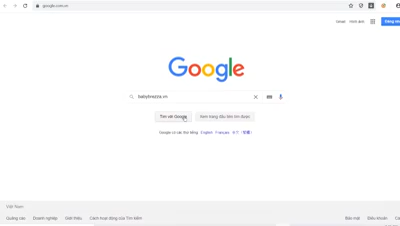 google.com.vn
Gmail Hình ảnh
Google
babybrezza.vn
Tìm với Google Xem trang đầu tiên tìm được
Google có các thứ tiếng: English Français 中文（繁體）
Việt Nam
Quảng cáo Doanh nghiệp Giới thiệu Cách hoạt động của Tìm kiếm
Bảo mật Điều khoản